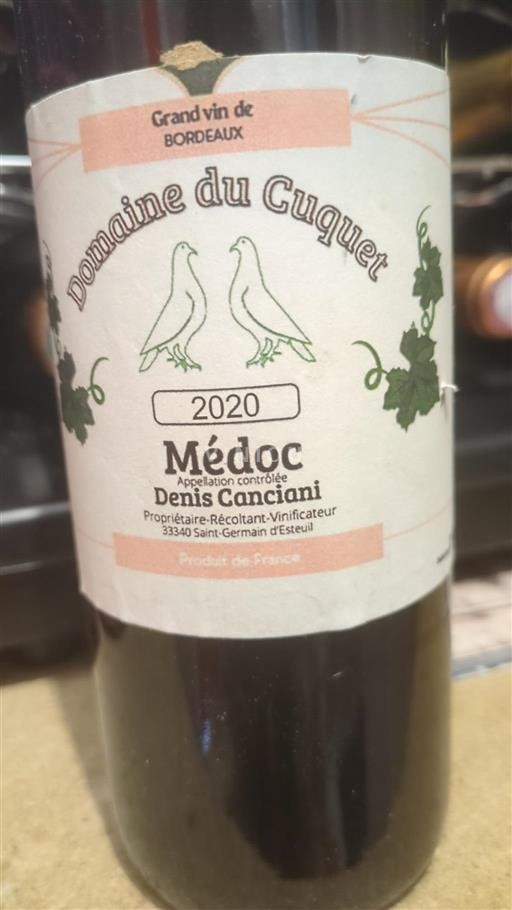 Grand vin de
BORDEAUX
Domaine du Cuquet
2020
Médoc
Appellation contrôlée
Denis Canciani
Propriétaire-Récoltant-Vinificateur
33340 Saint-Germain d'Esteuil
Produit de France